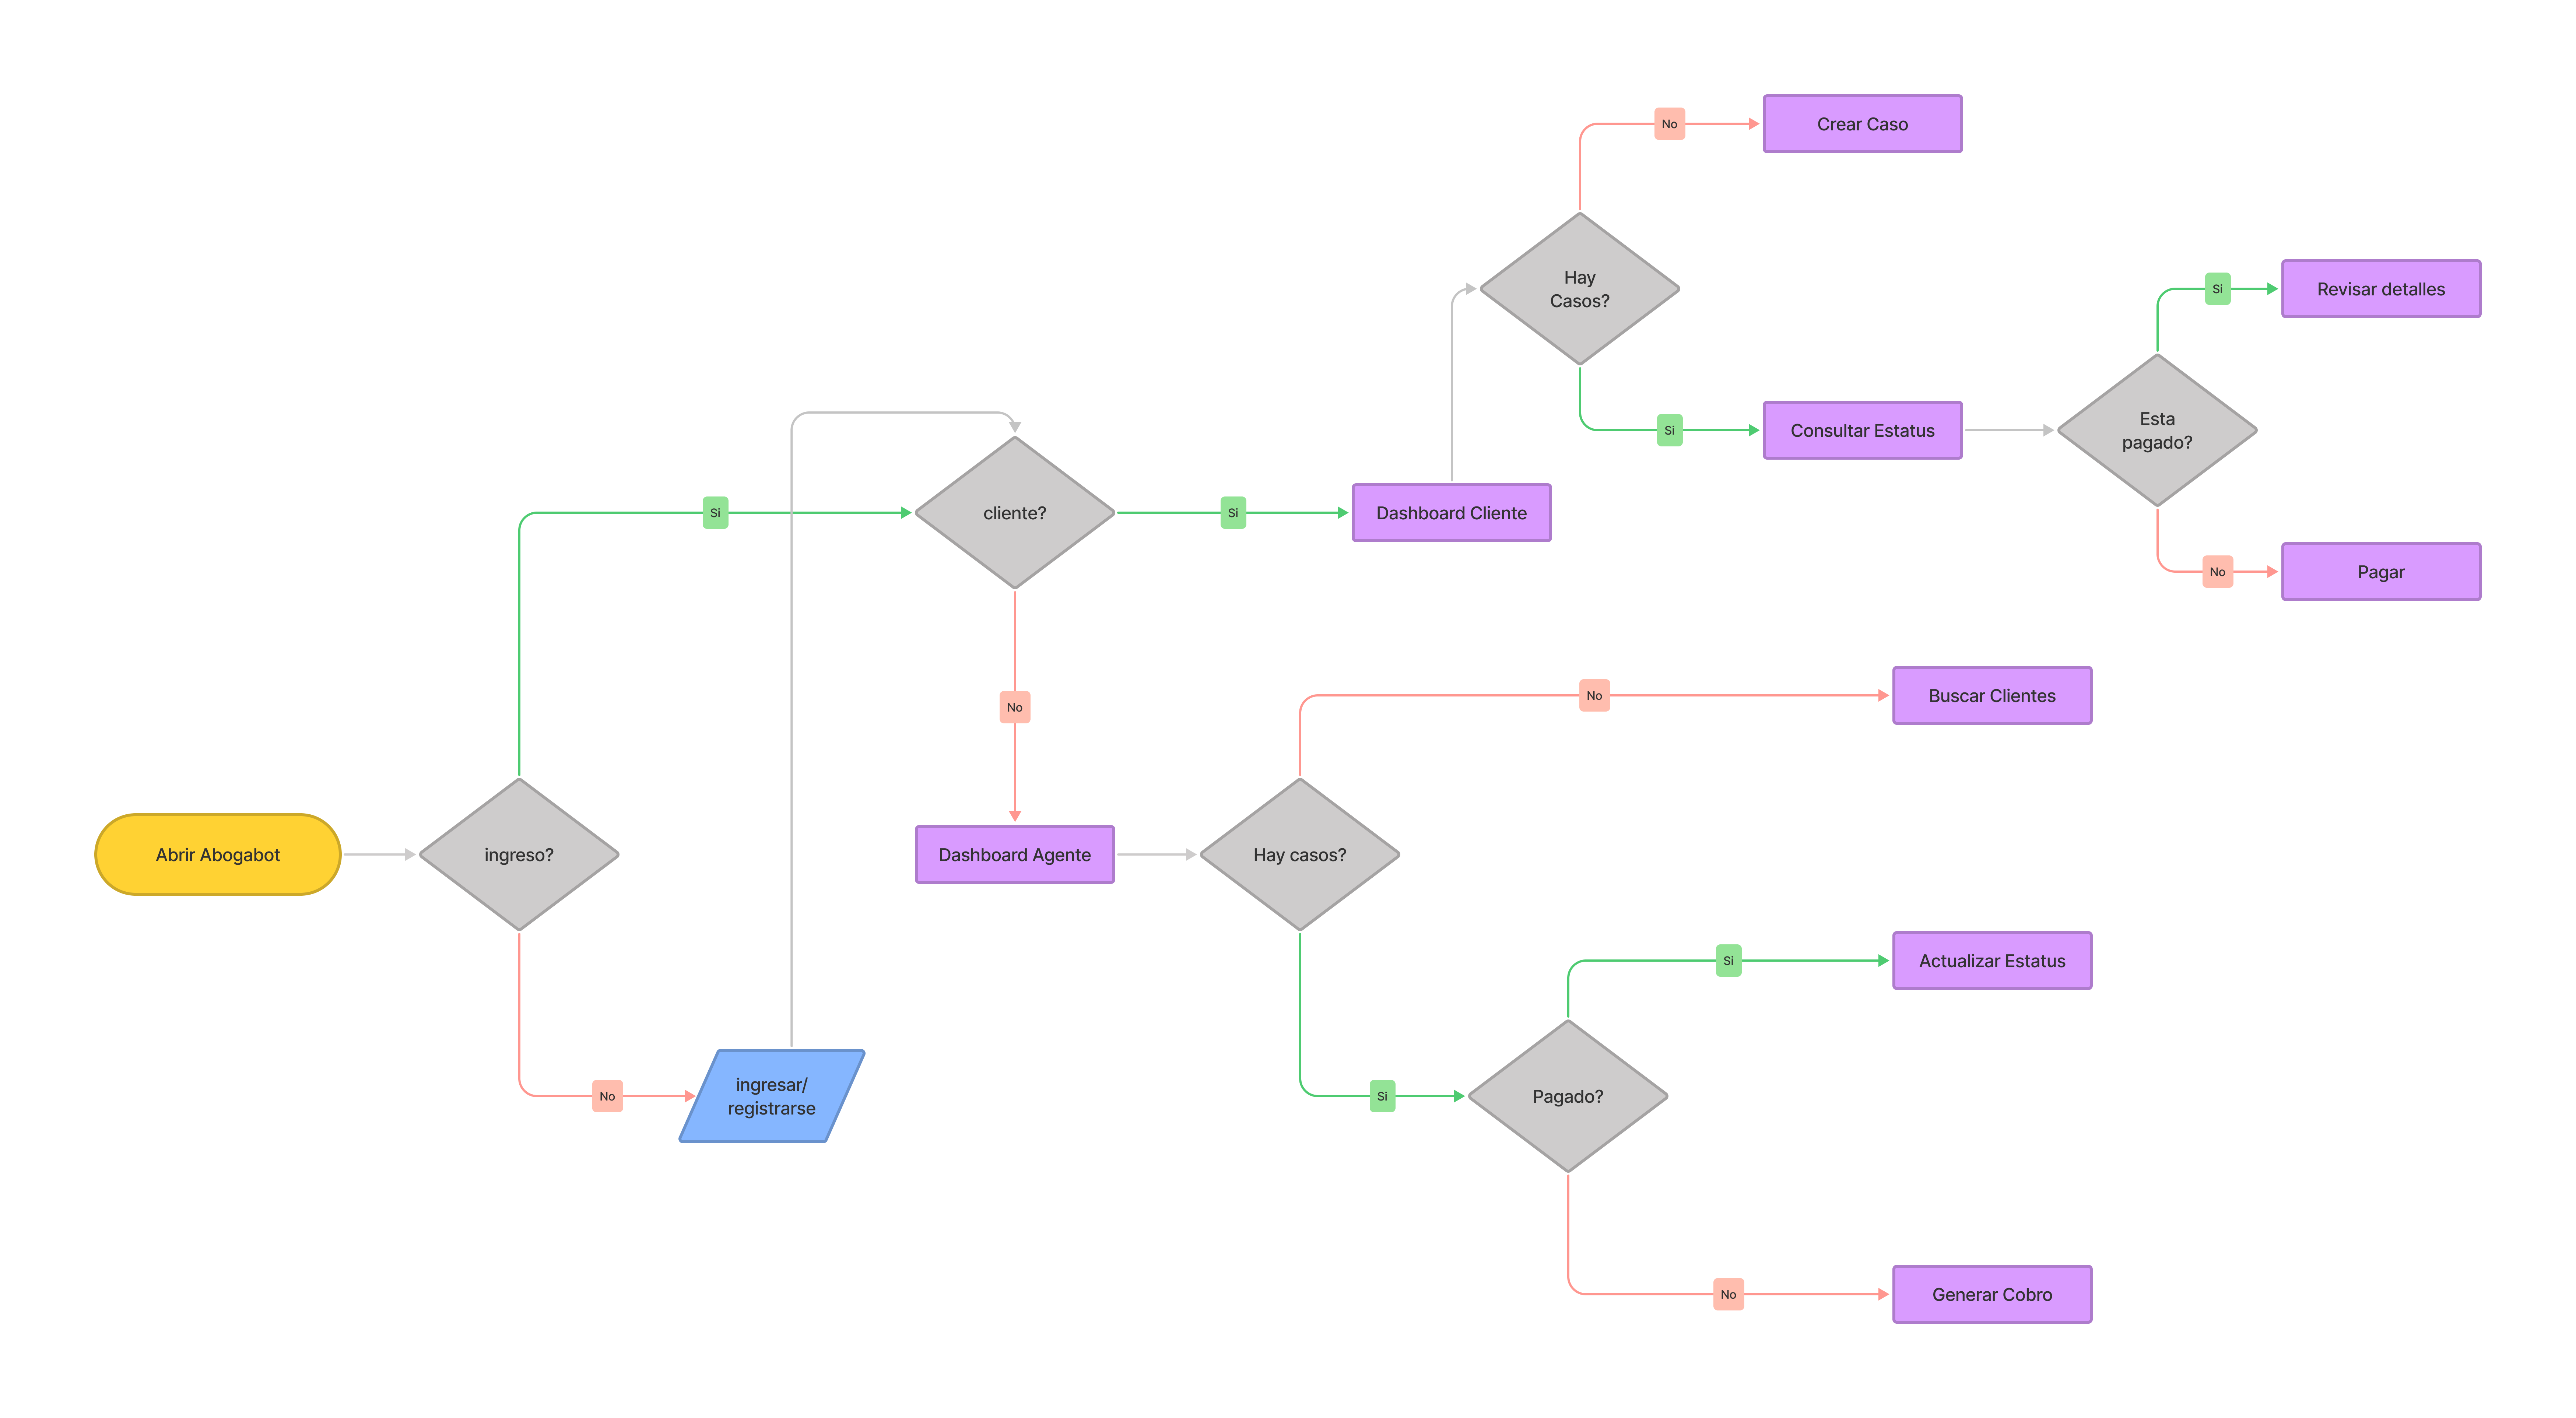 No
Crear Caso
Hay
Casos?
Si
Revisar detalles
Si
Consultar Estatus
Esta
pagado?
Si
cliente?
Si
Dashboard Cliente
No
Pagar
No
No
Buscar Clientes
Abrir Abogabot
ingreso?
Dashboard Agente
Hay casos?
Si
Actualizar Estatus
No
ingresar/
registrarse
Si
Pagado?
No
Generar Cobro